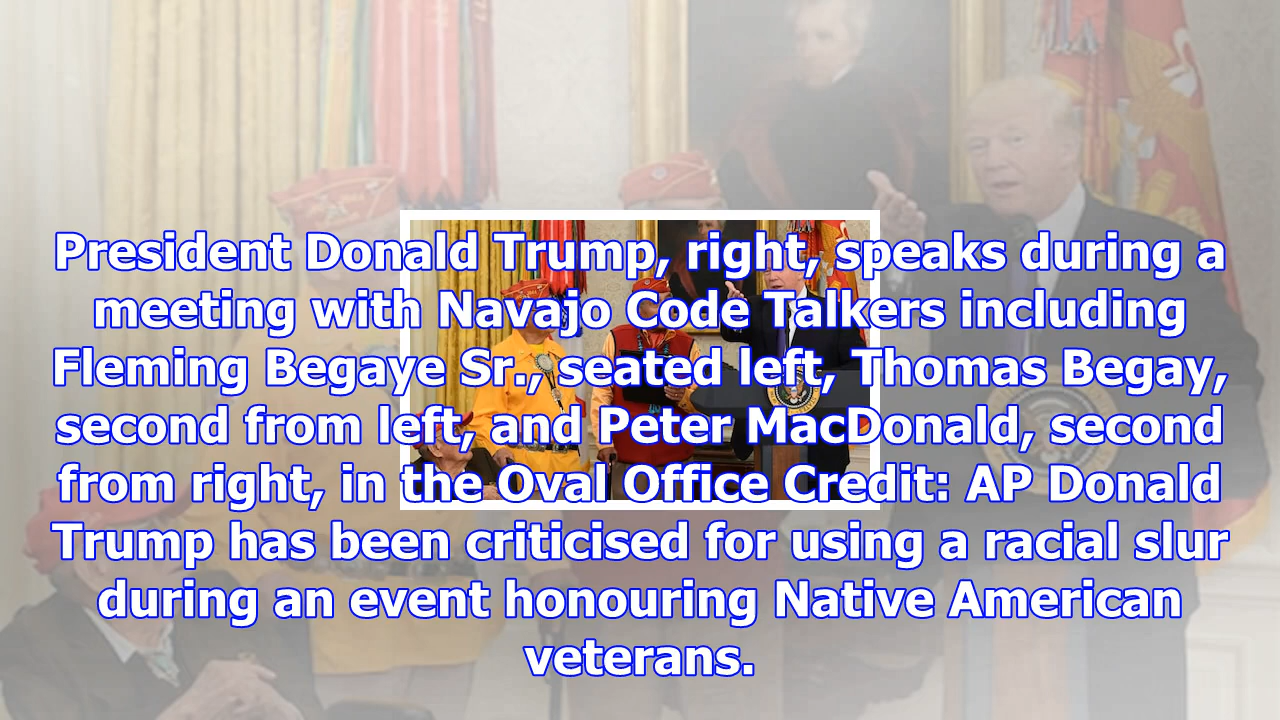 President Donald Trump, right, speaks during a
meeting with Navajo Code Talkers including
Fleming Begaye Sr., seated left, Thomas Begay,
second from left, and Peter MacDonald, second
from right, in the Oval Office Credit: AP Donald
Trump has been criticised for using a racial slur
during an event honouring Native American
veterans.